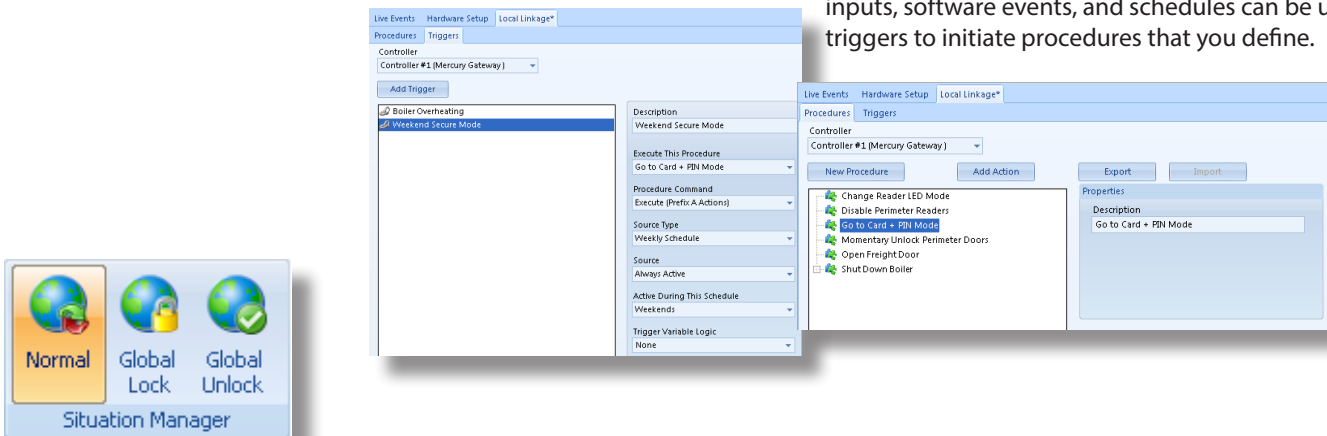 inputs, software events, and schedules can be
triggers to initiate procedures that you define.
Live Events Hardware Setup Local Linkage*
Procedures Triggers
Controller
Controller #1 (Mercury Gateway)
Add Trigger
Boiler Overheating
Weekend Secure Mode
Description
Weekend Secure Mode
Execute This Procedure
Go to Card + PIN Mode
Procedure Command
Execute (Prefix A Actions)
Source Type
Weekly Schedule
Source
Always Active
Active During This Schedule
Weekends
Trigger Variable Logic
None
Live Events Hardware Setup Local Linkage*
Procedures Triggers
Controller
Controller #1 (Mercury Gateway)
New Procedure Add Action Export Import
Change Reader LED Mode
Disable Perimeter Readers
Go to Card + PIN Mode
Momentary Unlock Perimeter Doors
Open Freight Door
Shut Down Boiler
Properties
Description
Go to Card + PIN Mode
Normal Global Global
Lock Unlock
Situation Manager